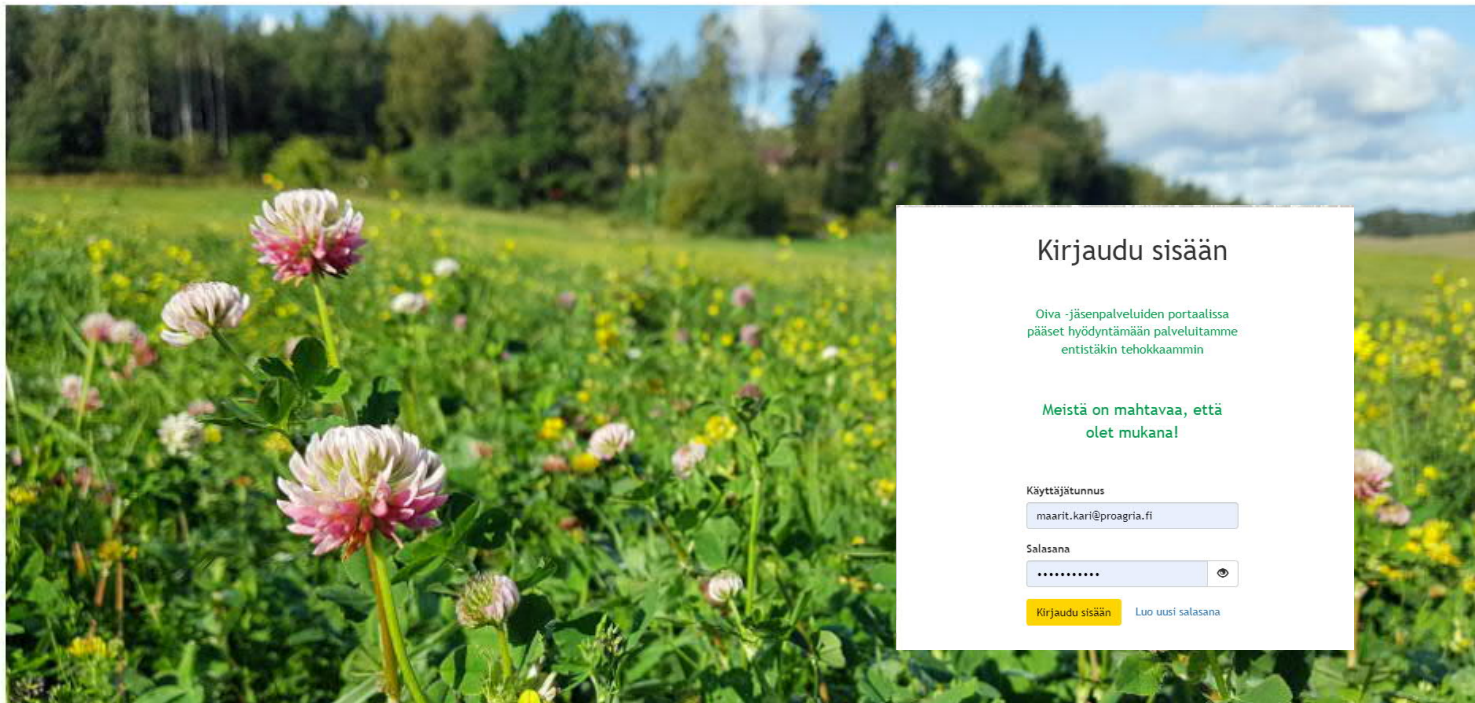 Kirjaudu sisään
Oiva -jäsenpalveluiden portaalissa
pääset hyödyntämään palveluitamme
entistäkin tehokkaammin
Meistä on mahtavaa, että
olet mukana!
Käyttäjätunnus
maarit.kari@proagria.fi
Salasana
•••••••••••
Kirjaudu sisään Luo uusi salasana